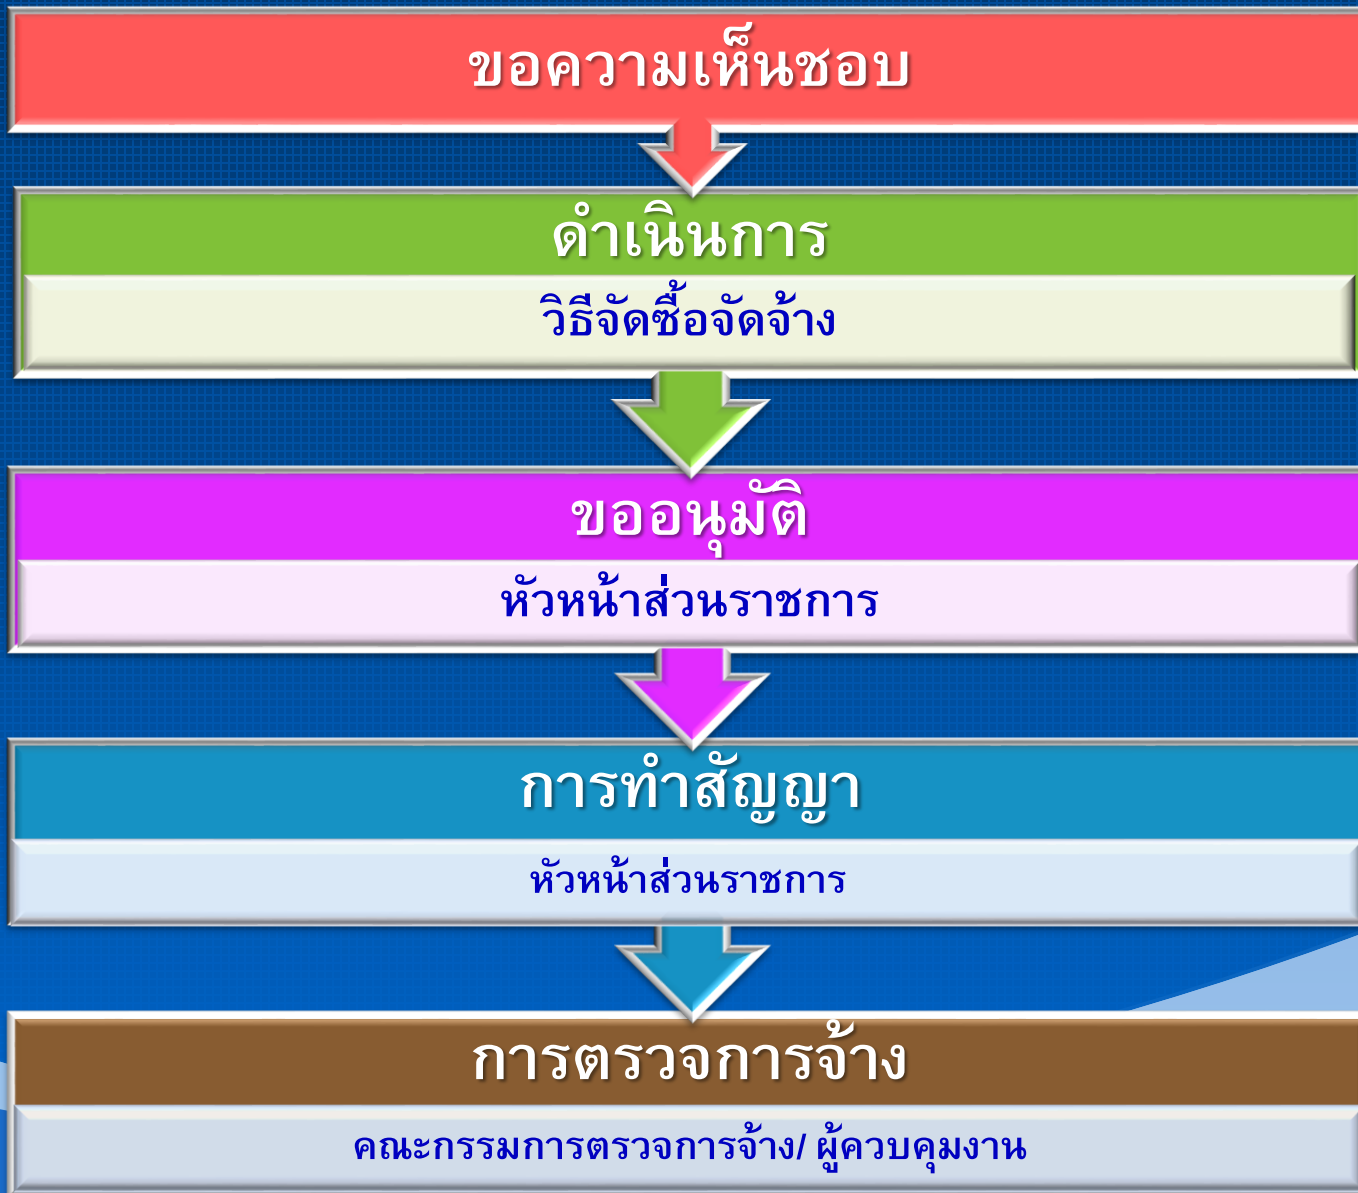 ขอความเห็นชอบ
ดำเนินการ
วิธีจัดซื้อจัดจ้าง
ขออนุมัติ
หัวหน้าส่วนราชการ
การทำสัญญา
หัวหน้าส่วนราชการ
การตรวจการจ้าง
คณะกรรมการตรวจการจ้าง/ ผู้ควบคุมงาน